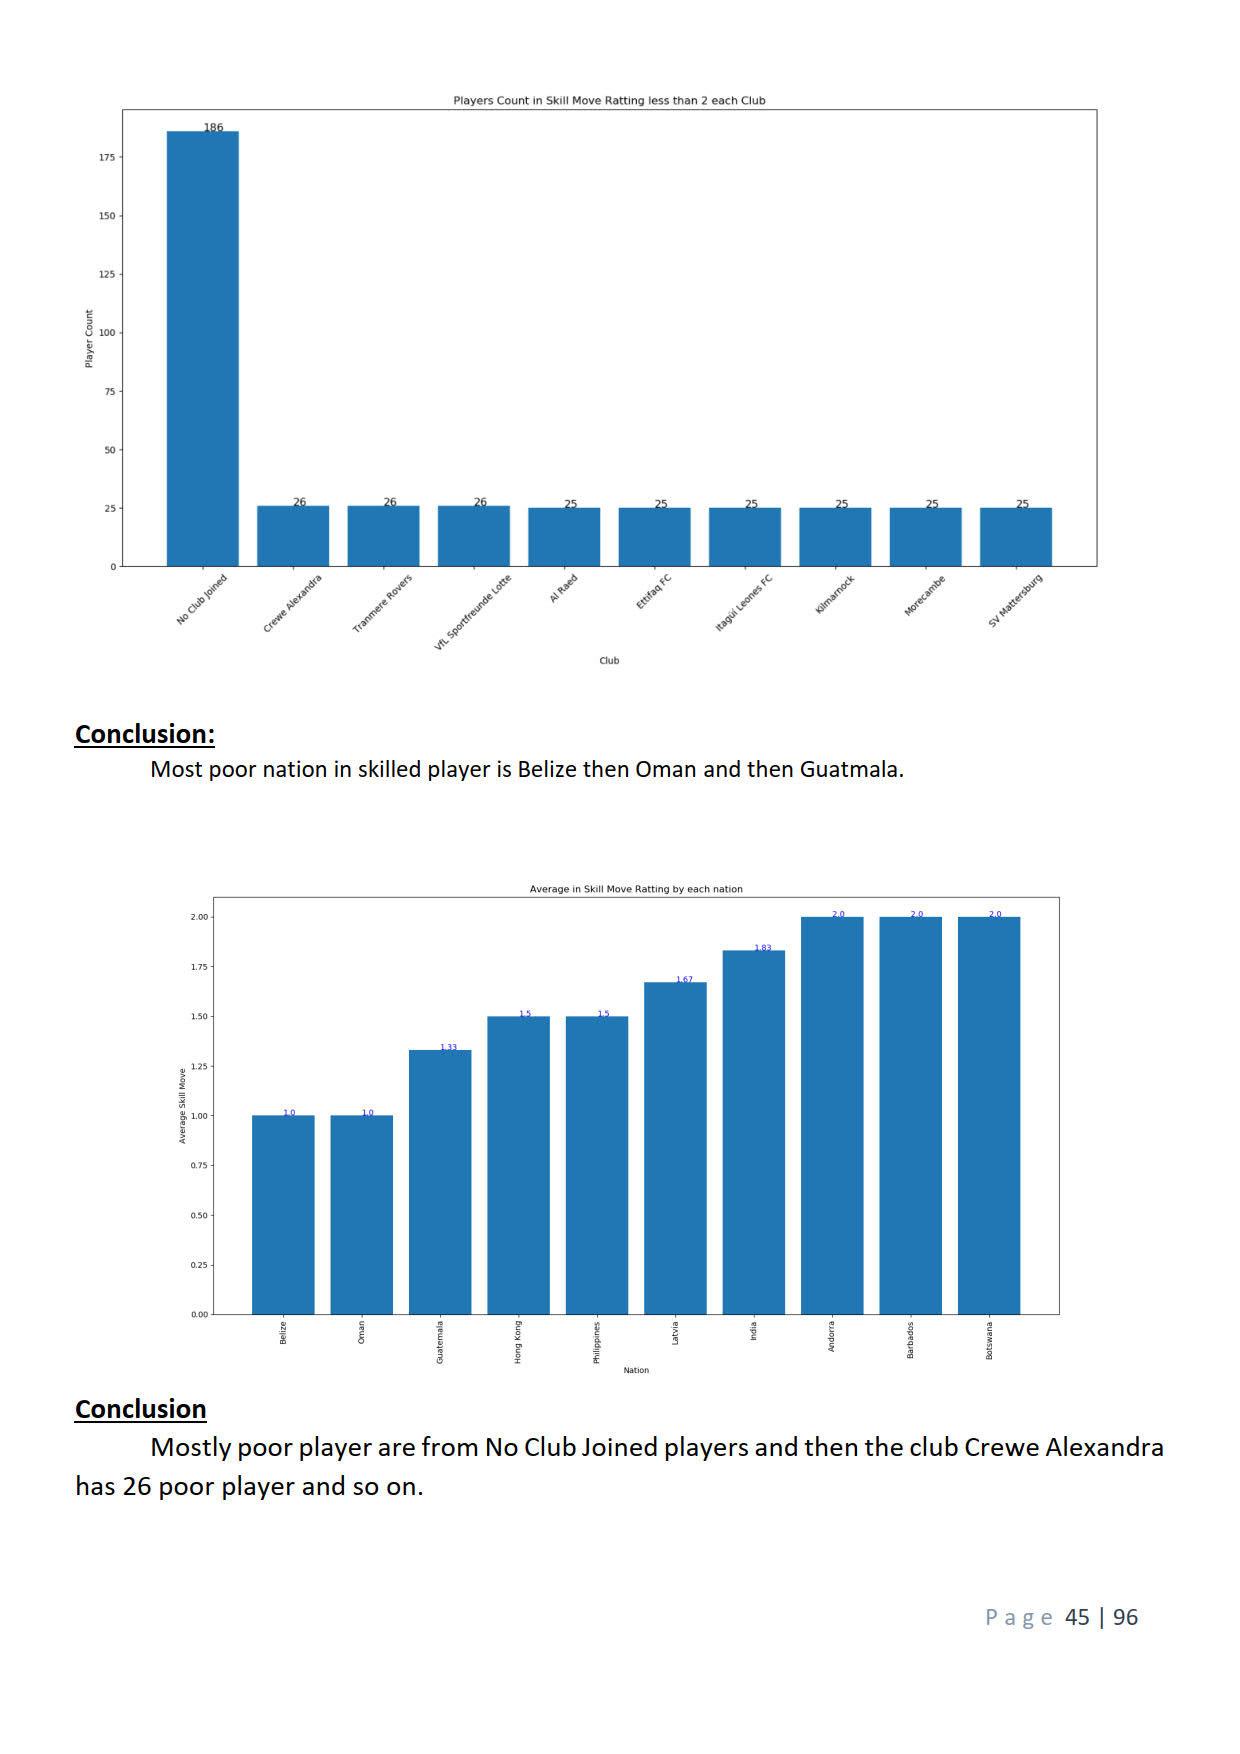 Players Count in Skill Move Ratting less than 2 each Club
186
175
150
125
100
75
50
25
0
Player Count
26 26 26 25 25 25 25 25 25
No Club Joined
Crewe Alexandra
Tranmere Rovers
VfL Sportfreunde Lotte
Al Raed
Ettifaq FC
Itagüí Leones FC
Kilmarnock
Morecambe
SV Mattersburg
Club
Conclusion:
Most poor nation in skilled player is Belize then Oman and then Guatmala.
Average in Skill Move Ratting by each nation
2.00
1.75
1.50
1.25
1.00
0.75
0.50
0.25
0.00
Average Skill Move
1.0 1.0 1.33 1.5 1.5 1.67 1.83 2.0 2.0 2.0
Belize
Oman
Guatemala
Hong Kong
Philippines
Latvia
India
Andorra
Barbados
Botswana
Nation
Conclusion
Mostly poor player are from No Club Joined players and then the club Crewe Alexandra
has 26 poor player and so on.
Page 45 | 96